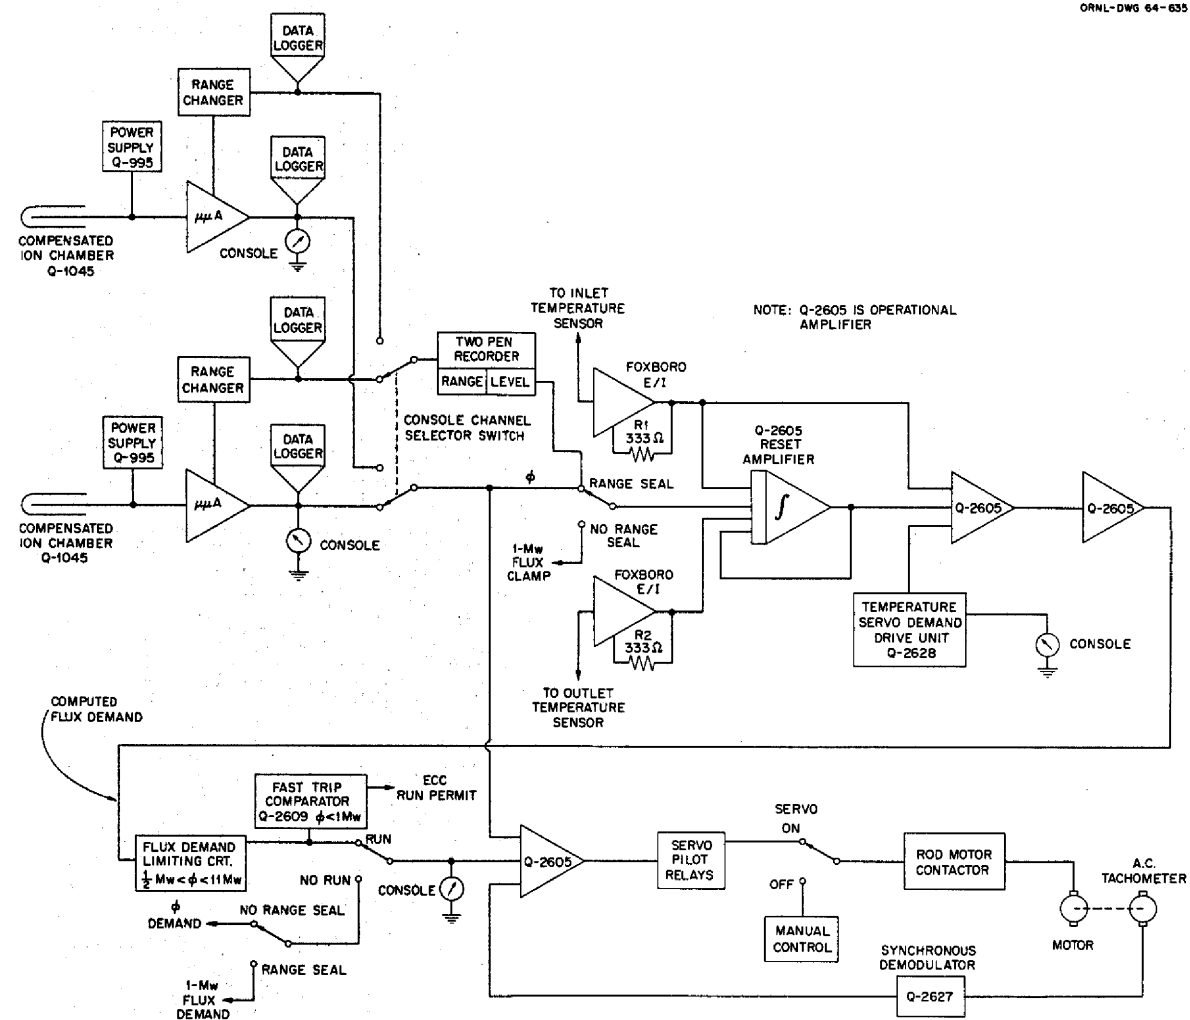 ORNL-DWG 64-635
DATA
LOGGER
RANGE
CHANGER
POWER
SUPPLY
Q-995
DATA
LOGGER
μμA
CONSOLE
COMPENSATED
ION CHAMBER
Q-1045
DATA
LOGGER
TO INLET
TEMPERATURE
SENSOR
NOTE: Q-2605 IS OPERATIONAL
AMPLIFIER
TWO PEN
RECORDER
RANGE LEVEL
RANGE
CHANGER
FOXBORO
E/I
R1
333Ω
CONSOLE CHANNEL
SELECTOR SWITCH
POWER
SUPPLY
Q-995
DATA
LOGGER
Q-2605
RESET
AMPLIFIER
ϕ
RANGE SEAL
μμA
∫
Q-2605
Q-2605
COMPENSATED
ION CHAMBER
Q-1045
CONSOLE
NO RANGE
SEAL
1-Mw
FLUX
CLAMP
FOXBORO
E/I
R2
333Ω
TEMPERATURE
SERVO DEMAND
DRIVE UNIT
Q-2628
CONSOLE
TO OUTLET
TEMPERATURE
SENSOR
COMPUTED
FLUX DEMAND
FAST TRIP
COMPARATOR
Q-2609 ϕ<1Mw
ECC
RUN PERMIT
FLUX DEMAND
LIMITING CRT.
1/2 Mw<ϕ<11Mw
RUN
NO RUN
CONSOLE
Q-2605
SERVO
PILOT
RELAYS
SERVO
ON
OFF
MANUAL
CONTROL
ROD MOTOR
CONTACTOR
A.C.
TACHOMETER
MOTOR
ϕ
DEMAND
NO RANGE SEAL
RANGE SEAL
1-Mw
FLUX
DEMAND
SYNCHRONOUS
DEMODULATOR
Q-2627